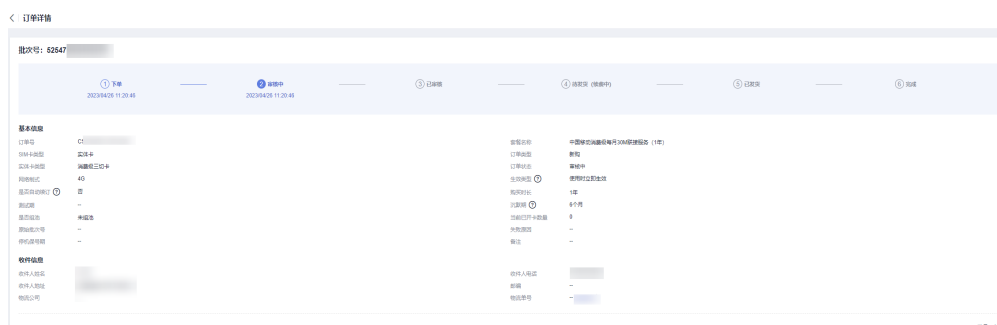 订单详情
批次号：52547
1 下单 2 审核中 3 已审核 4 待发货（锁备中） 5 已发货 6 完成
2023/04/26 11:20:46 2023/04/26 11:20:46
基本信息
订单号 C 套餐名称 中国移动消费级每月30M联接服务（1年）
SIM卡类型 实体卡 订单类型 新购
实体卡类型 消费级三切卡 订单状态 审核中
网络制式 4G 生效类型 ? 使用时立即生效
是否自动续订 ? 否 购买时长 1年
测试期 -- 沉默期 ? 6个月
是否组池 未组池 当前已开卡数量 0
原始批次号 -- 失败原因 --
停机保号期 -- 备注 --
收件信息
收件人姓名 收件人电话
收件人地址 邮编 --
物流公司 物流单号 --